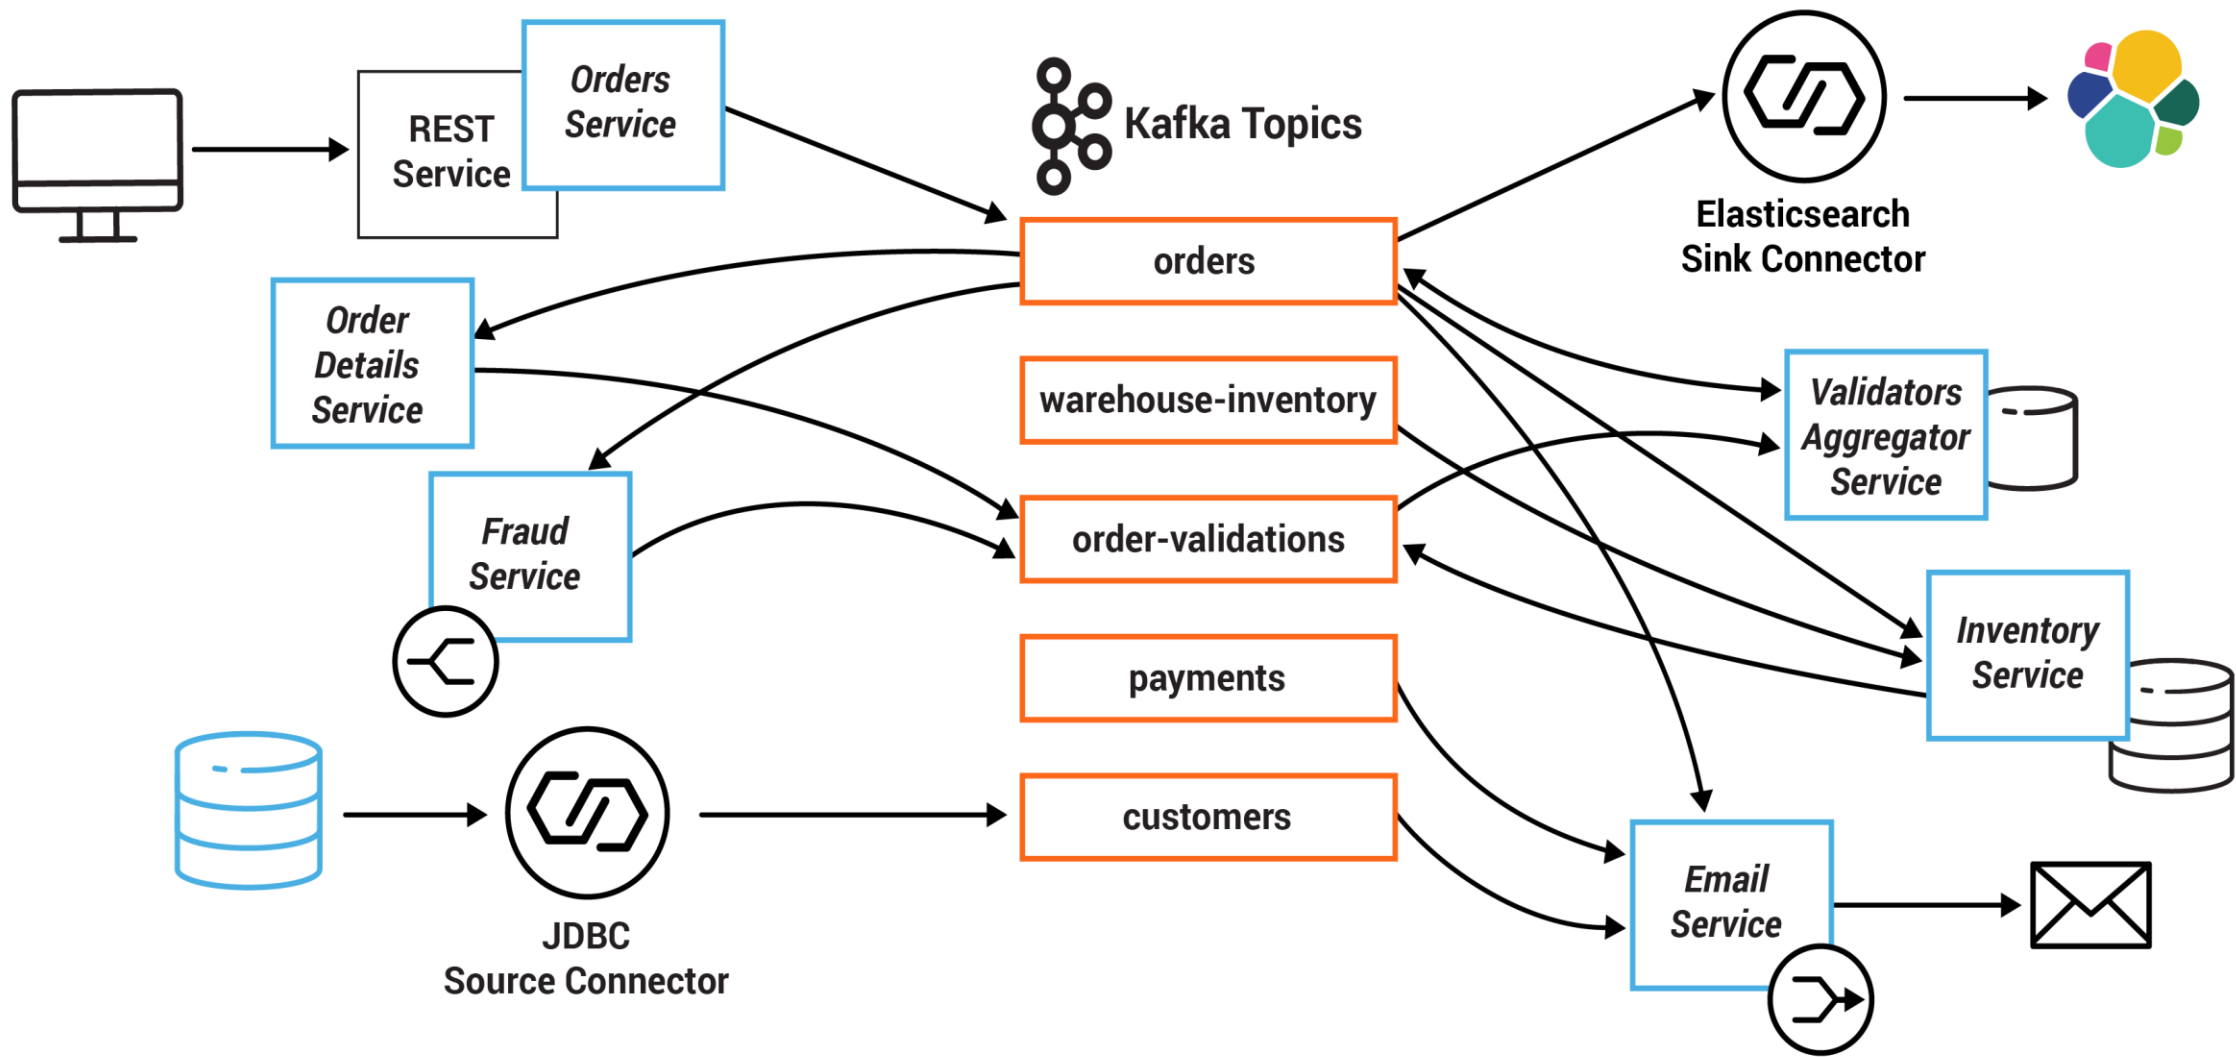 REST
Service
Orders
Service
Kafka Topics
Elasticsearch
Sink Connector
orders
Order
Details
Service
warehouse-inventory
Validators
Aggregator
Service
Fraud
Service
order-validations
Inventory
Service
payments
customers
JDBC
Source Connector
Email
Service